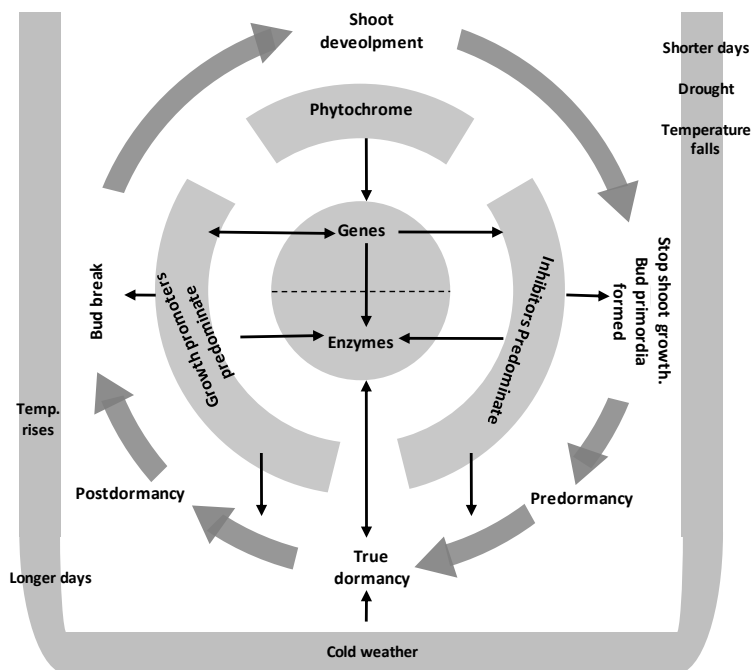 Shoot
deveolpment
Shorter days
Drought
Temperature
falls
Phytochrome
Genes
Enzymes
Growth promoters
predominate
Inhibitors Predominate
Bud break
Stop shoot growth.
Bud primordia
formed
Temp.
rises
Postdormancy
Predormancy
True
dormancy
Longer days
Cold weather